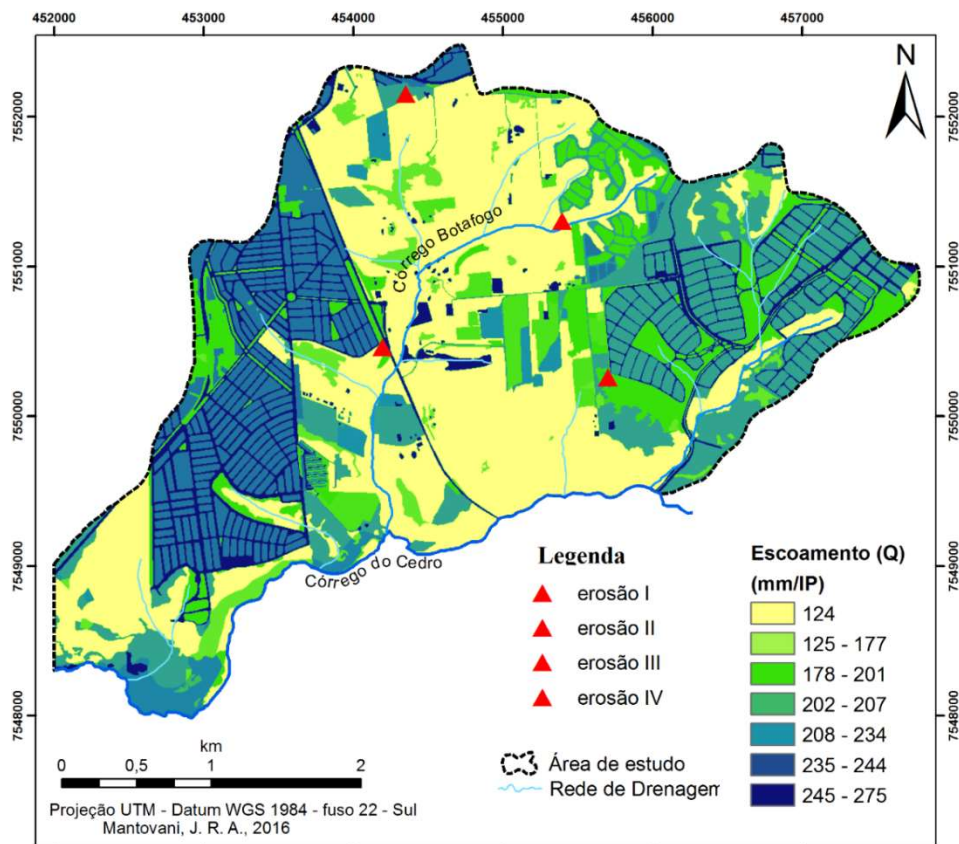 452000 453000 454000 455000 456000 457000
N
7552000 7552000
7551000 7551000
7550000 7550000
7549000 7549000
7548000 7548000
Córrego Botafogo
Córrego do Cedro
Legenda
erosão I
erosão II
erosão III
erosão IV
Área de estudo
Rede de Drenagem
Escoamento (Q)
(mm/IP)
124
125 - 177
178 - 201
202 - 207
208 - 234
235 - 244
245 - 275
km
0 0,5 1 2
Projeção UTM - Datum WGS 1984 - fuso 22 - Sul
Mantovani, J. R. A., 2016